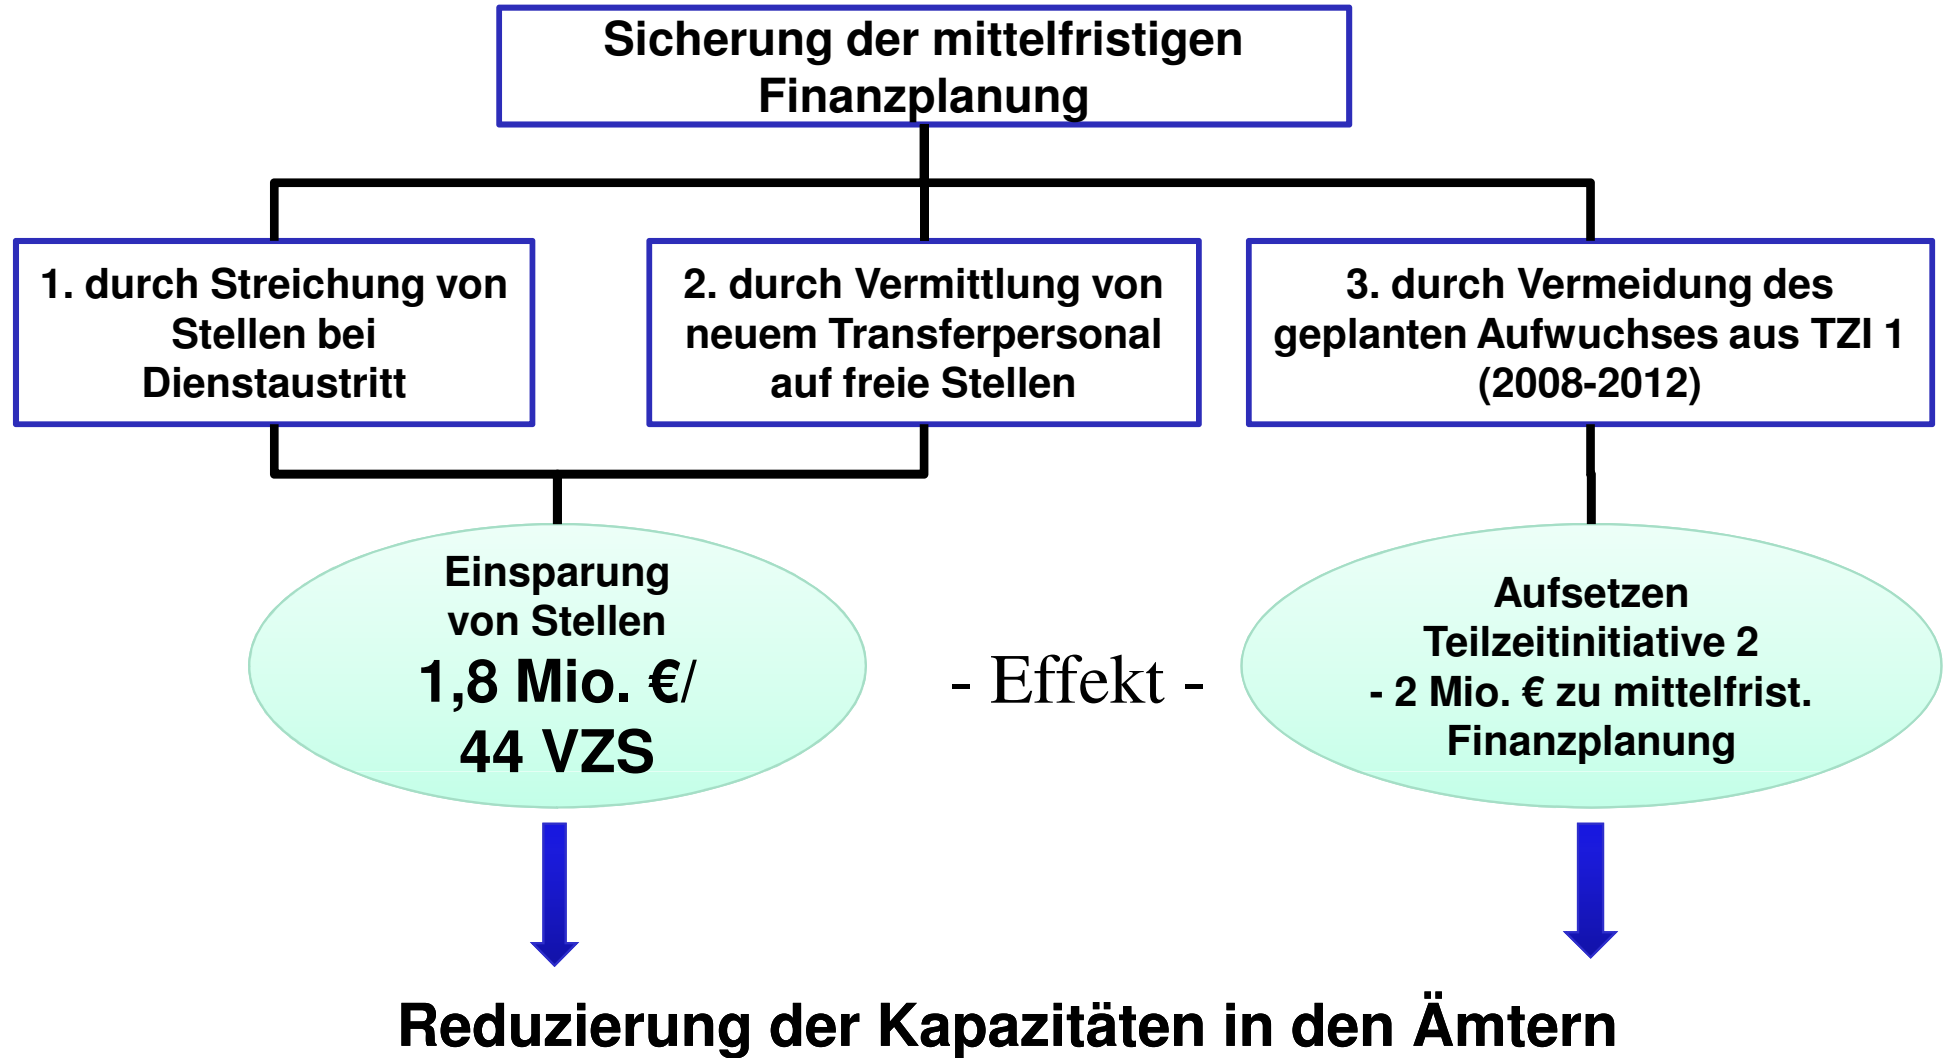 Sicherung der mittelfristigen
Finanzplanung
1. durch Streichung von
Stellen bei
Dienstaustritt
2. durch Vermittlung von
neuem Transferpersonal
auf freie Stellen
3. durch Vermeidung des
geplanten Aufwuchses aus TZI 1
(2008-2012)
Einsparung
von Stellen
1,8 Mio. €/
44 VZS
- Effekt -
Aufsetzen
Teilzeitinitiative 2
- 2 Mio. € zu mittelfrist.
Finanzplanung
Reduzierung der Kapazitäten in den Ämtern